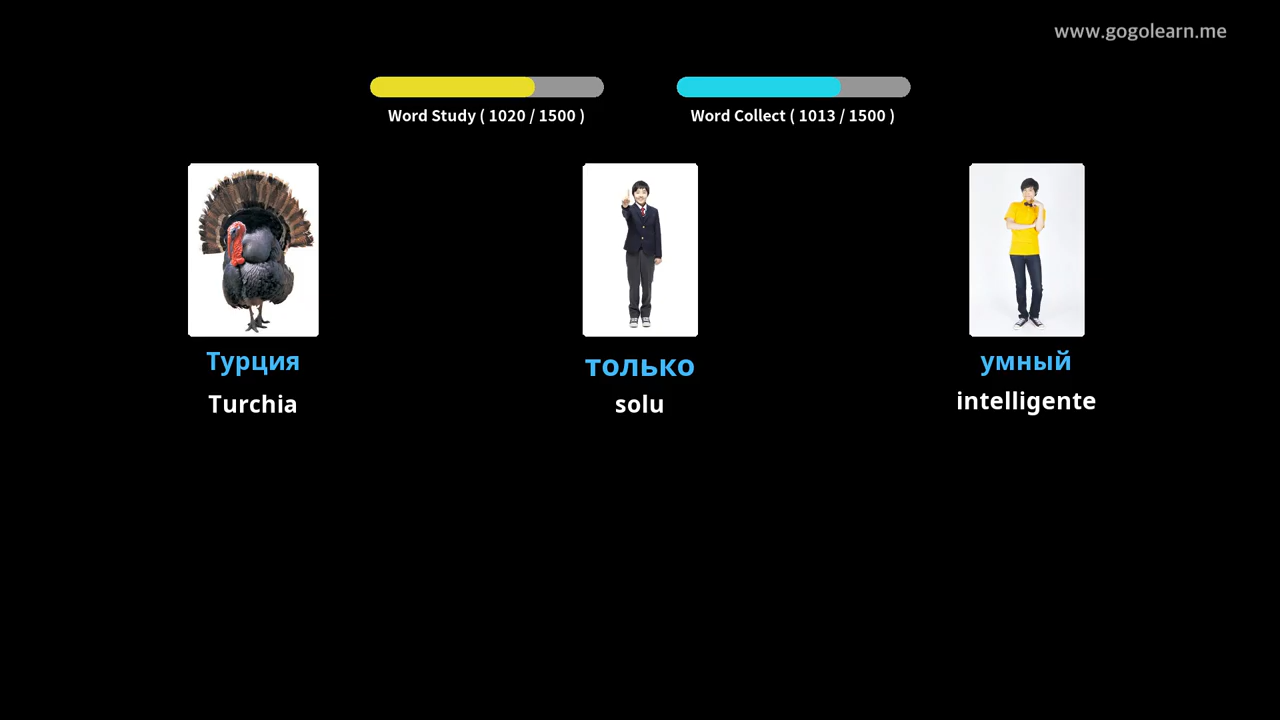 www.gogolearn.me
Word Study ( 1020 / 1500 )
Word Collect ( 1013 / 1500 )
Турция
только
умный
Turchia
solu
intelligente